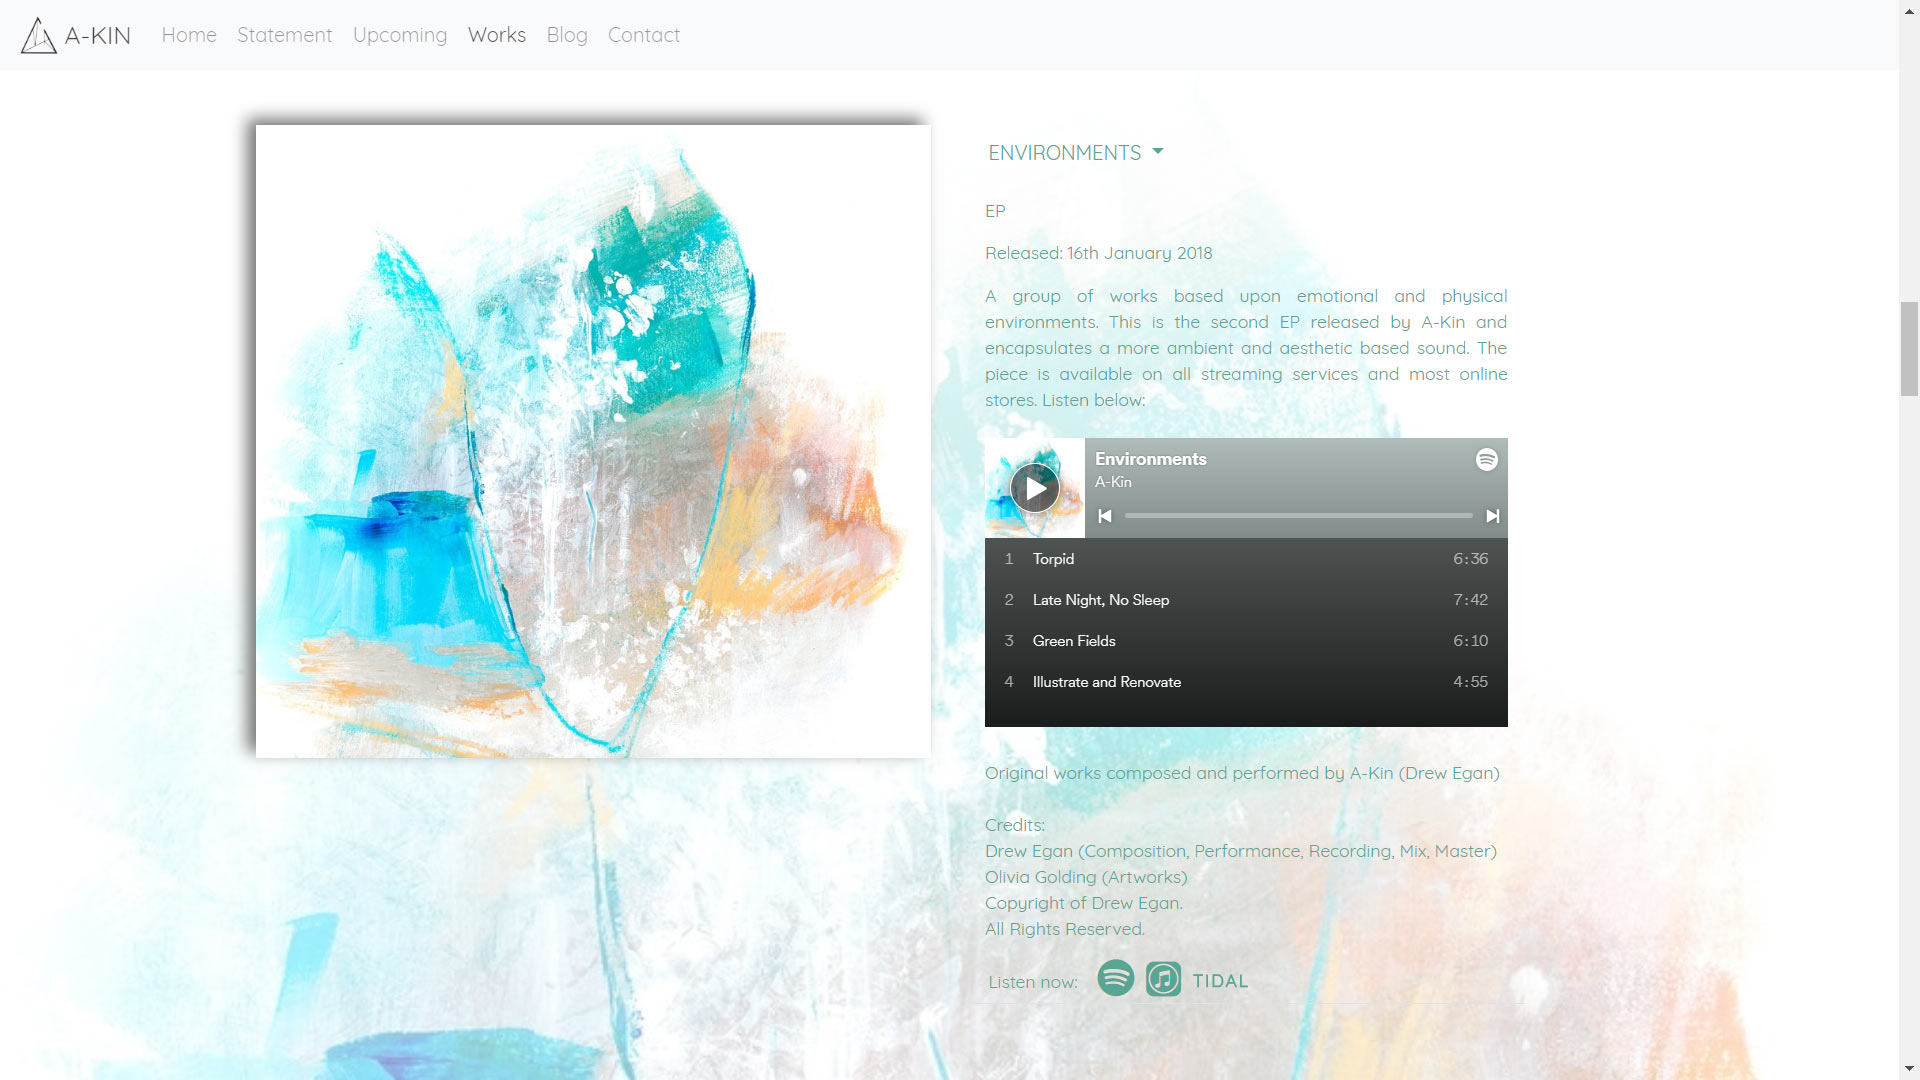 A-KIN Home Statement Upcoming Works Blog Contact
ENVIRONMENTS
EP
Released: 16th January 2018
A group of works based upon emotional and physical
environments. This is the second EP released by A-Kin and
encapsulates a more ambient and aesthetic based sound. The
piece is available on all streaming services and most online
stores. Listen below:
Environments
A-Kin
1 Torpid 6:36
2 Late Night, No Sleep 7:42
3 Green Fields 6:10
4 Illustrate and Renovate 4:55
Original works composed and performed by A-Kin (Drew Egan)
Credits:
Drew Egan (Composition, Performance, Recording, Mix, Master)
Olivia Golding (Artworks)
Copyright of Drew Egan.
All Rights Reserved.
Listen now: TIDAL